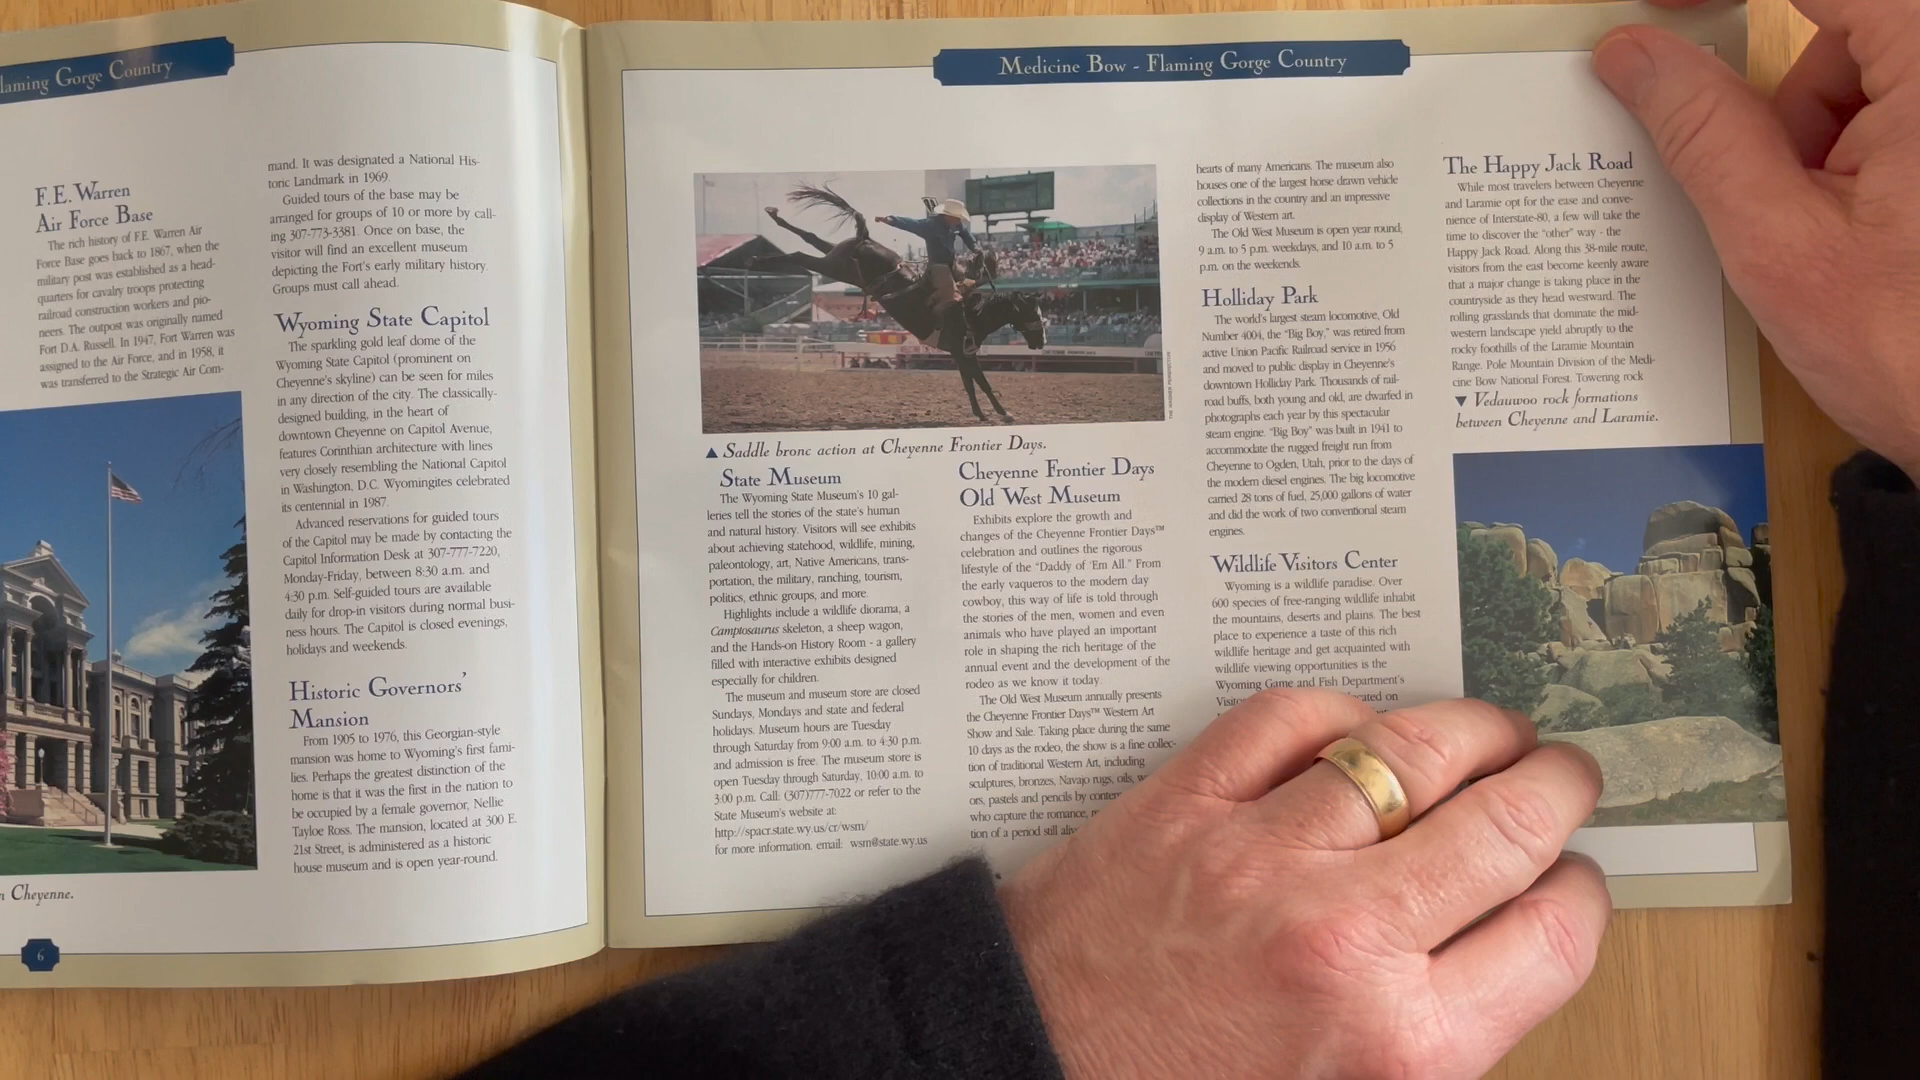 laming Gorge Country
F.E. Warren
Air Force Base
The rich history of F.E. Warren Air
Force Base goes back to 1867, when the
military post was established as a head-
quarters for cavalry troops protecting
railroad construction workers and pio-
neers. The outpost was originally named
Fort D.A. Russell. In 1947, Fort Warren was
assigned to the Air Force, and in 1958, it
was transferred to the Strategic Air Com-
n Cheyenne.
6
mand. It was designated a National His-
toric Landmark in 1969.
Guided tours of the base may be
arranged for groups of 10 or more by call-
ing 307-773-3381. Once on base, the
visitor will find an excellent museum
depicting the Fort's early military history.
Groups must call ahead.
Wyoming State Capitol
The sparkling gold leaf dome of the
Wyoming State Capitol (prominent on
Cheyenne's skyline) can be seen for miles
in any direction of the city. The classically-
designed building, in the heart of
downtown Cheyenne on Capitol Avenue,
features Corinthian architecture with lines
very closely resembling the National Capitol
in Washington, D.C. Wyomingites celebrated
its centennial in 1987.
Advanced reservations for guided tours
of the Capitol may be made by contacting the
Capitol Information Desk at 307-777-7220,
Monday-Friday, between 8:30 a.m. and
4:30 p.m. Self-guided tours are available
daily for drop-in visitors during normal busi-
ness hours. The Capitol is closed evenings,
holidays and weekends.
Historic Governors'
Mansion
From 1905 to 1976, this Georgian-style
mansion was home to Wyoming's first fami-
lies. Perhaps the greatest distinction of the
home is that it was the first in the nation to
be occupied by a female governor, Nellie
Tayloe Ross. The mansion, located at 300 E.
21st Street, is administered as a historic
house museum and is open year-round.
Medicine Bow - Flaming Gorge Country
▲ Saddle bronc action at Cheyenne Frontier Days.
State Museum
The Wyoming State Museum's 10 gal-
leries tell the stories of the state's human
and natural history. Visitors will see exhibits
about achieving statehood, wildlife, mining,
paleontology, art, Native Americans, trans-
portation, the military, ranching, tourism,
politics, ethnic groups, and more.
Highlights include a wildlife diorama, a
Camptosaurus skeleton, a sheep wagon,
and the Hands-on History Room - a gallery
filled with interactive exhibits designed
especially for children.
The museum and museum store are closed
Sundays, Mondays and state and federal
holidays. Museum hours are Tuesday
through Saturday from 9:00 a.m. to 4:30 p.m.
and admission is free. The museum store is
open Tuesday through Saturday, 10:00 a.m. to
3:00 p.m. Call: (307)777-7022 or refer to the
State Museum's website at:
http://spacr.state.wy.us/cr/wsm/
for more information. email: wsm@state.wy.us
Cheyenne Frontier Days
Old West Museum
Exhibits explore the growth and
changes of the Cheyenne Frontier Days™
celebration and outlines the rigorous
lifestyle of the "Daddy of 'Em All." From
the early vaqueros to the modern day
cowboy, this way of life is told through
the stories of the men, women and even
animals who have played an important
role in shaping the rich heritage of the
annual event and the development of the
rodeo as we know it today.
The Old West Museum annually presents
the Cheyenne Frontier Days™ Western Art
Show and Sale. Taking place during the same
10 days as the rodeo, the show is a fine collec-
tion of traditional Western Art, including
sculptures, bronzes, Navajo rugs, oils, w
ors, pastels and pencils by contem
who capture the romance,
tion of a period still aliv
hearts of many Americans. The museum also
houses one of the largest horse drawn vehicle
collections in the country and an impressive
display of Western art.
The Old West Museum is open year round,
9 a.m. to 5 p.m. weekdays, and 10 a.m. to 5
p.m. on the weekends.
Holliday Park
The world's largest steam locomotive, Old
Number 4004, the "Big Boy," was retired from
active Union Pacific Railroad service in 1956
and moved to public display in Cheyenne's
downtown Holliday Park. Thousands of rail-
road buffs, both young and old, are dwarfed in
photographs each year by this spectacular
steam engine. "Big Boy" was built in 1941 to
accommodate the rugged freight run from
Cheyenne to Ogden, Utah, prior to the days of
the modern diesel engines. The big locomotive
carried 28 tons of fuel, 25,000 gallons of water
and did the work of two conventional steam
engines.
Wildlife Visitors Center
Wyoming is a wildlife paradise. Over
600 species of free-ranging wildlife inhabit
the mountains, deserts and plains. The best
place to experience a taste of this rich
wildlife heritage and get acquainted with
wildlife viewing opportunities is the
Wyoming Game and Fish Department's
Visito cated on
The Happy Jack Road
While most travelers between Cheyenne
and Laramie opt for the ease and conve-
nience of Interstate-80, a few will take the
time to discover the "other" way - the
Happy Jack Road. Along this 38-mile route,
visitors from the east become keenly aware
that a major change is taking place in the
countryside as they head westward. The
rolling grasslands that dominate the mid-
western landscape yield abruptly to the
rocky foothills of the Laramie Mountain
Range. Pole Mountain Division of the Medi-
cine Bow National Forest. Towering rock
▼ Vedauwoo rock formations
between Cheyenne and Laramie.